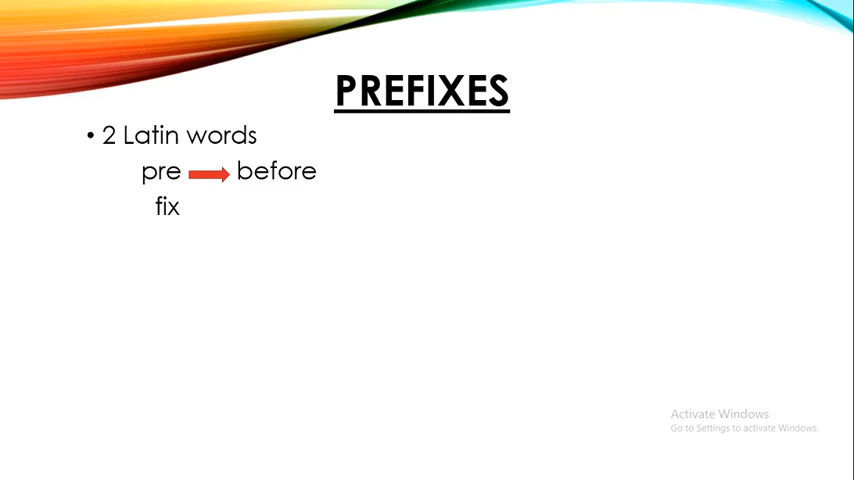 PREFIXES
• 2 Latin words
pre before
fix
Activate Windows
Go to Settings to activate Windows.